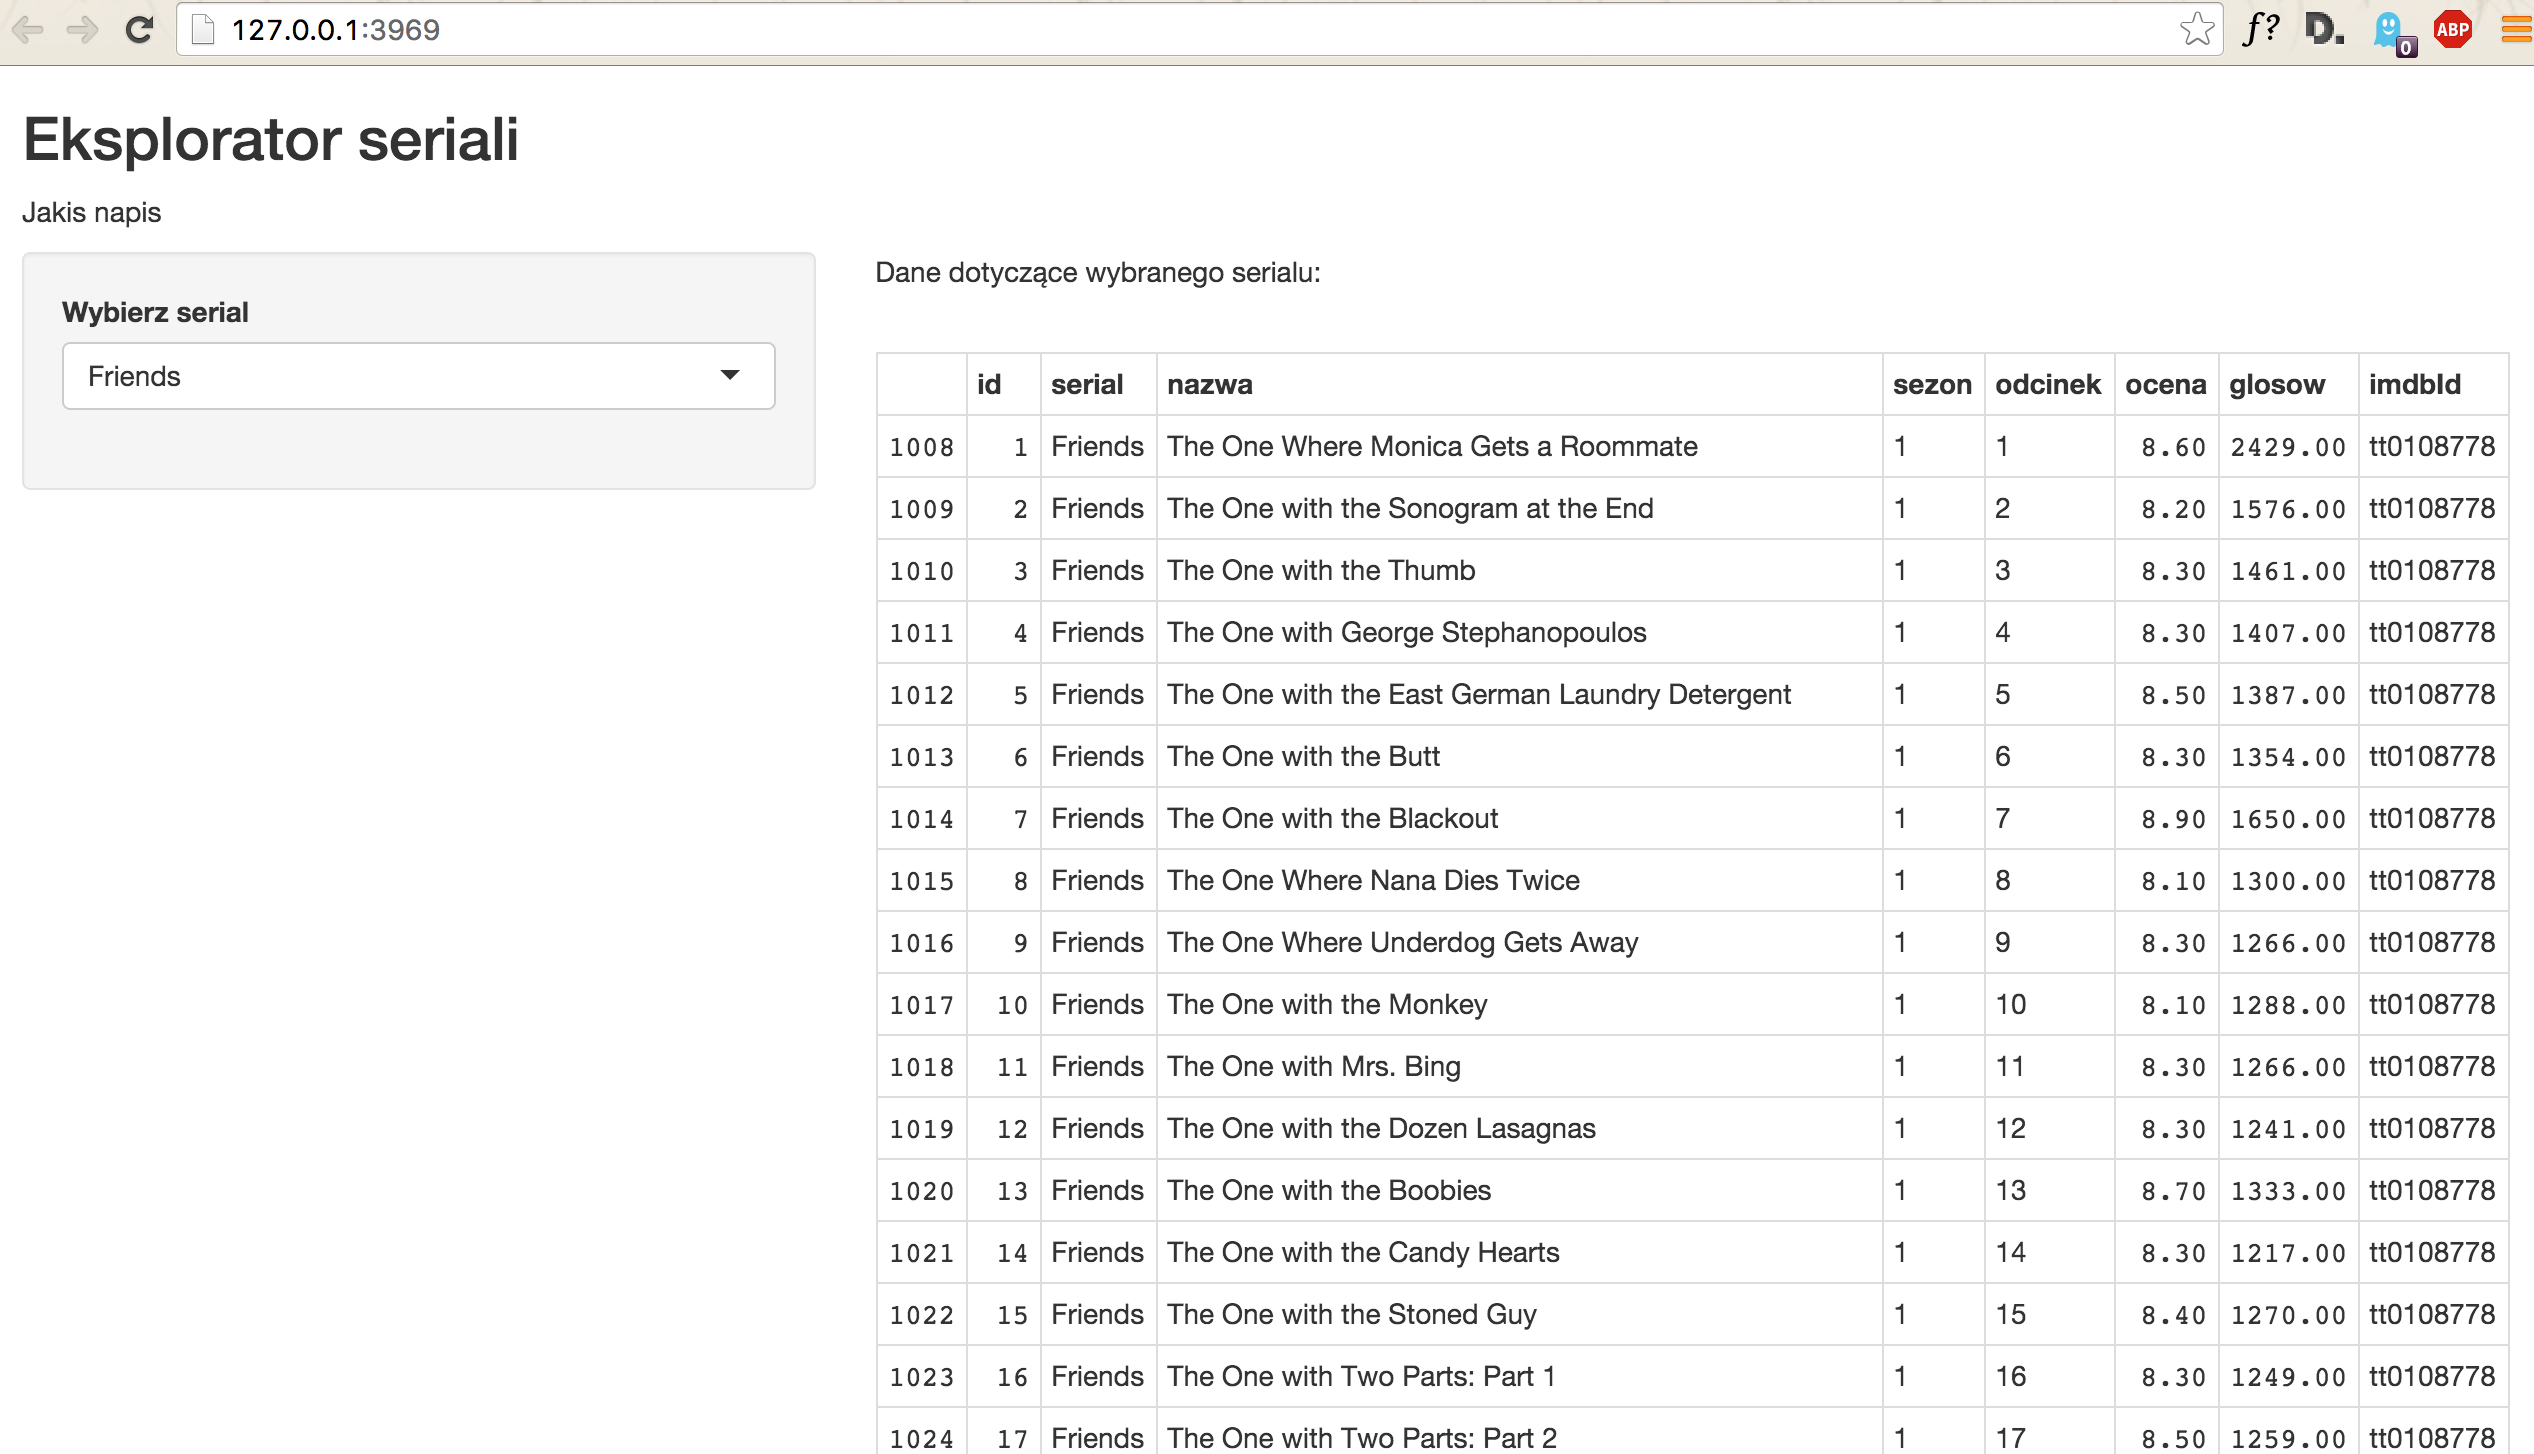 127.0.0.1:3969 f? D. 0 ABP
Eksplorator seriali
Jakis napis
Wybierz serial
Friends
Dane dotyczące wybranego serialu:
id serial nazwa sezon odcinek ocena glosow imdbId
1008 1 Friends The One Where Monica Gets a Roommate 1 1 8.60 2429.00 tt0108778
1009 2 Friends The One with the Sonogram at the End 1 2 8.20 1576.00 tt0108778
1010 3 Friends The One with the Thumb 1 3 8.30 1461.00 tt0108778
1011 4 Friends The One with George Stephanopoulos 1 4 8.30 1407.00 tt0108778
1012 5 Friends The One with the East German Laundry Detergent 1 5 8.50 1387.00 tt0108778
1013 6 Friends The One with the Butt 1 6 8.30 1354.00 tt0108778
1014 7 Friends The One with the Blackout 1 7 8.90 1650.00 tt0108778
1015 8 Friends The One Where Nana Dies Twice 1 8 8.10 1300.00 tt0108778
1016 9 Friends The One Where Underdog Gets Away 1 9 8.30 1266.00 tt0108778
1017 10 Friends The One with the Monkey 1 10 8.10 1288.00 tt0108778
1018 11 Friends The One with Mrs. Bing 1 11 8.30 1266.00 tt0108778
1019 12 Friends The One with the Dozen Lasagnas 1 12 8.30 1241.00 tt0108778
1020 13 Friends The One with the Boobies 1 13 8.70 1333.00 tt0108778
1021 14 Friends The One with the Candy Hearts 1 14 8.30 1217.00 tt0108778
1022 15 Friends The One with the Stoned Guy 1 15 8.40 1270.00 tt0108778
1023 16 Friends The One with Two Parts: Part 1 1 16 8.30 1249.00 tt0108778
1024 17 Friends The One with Two Parts: Part 2 1 17 8.50 1259.00 tt0108778